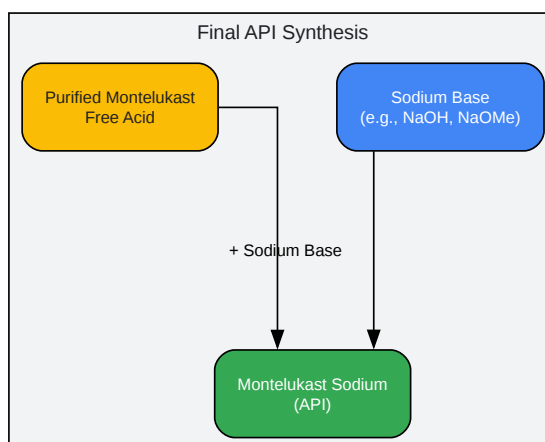 Final API Synthesis
Purified Montelukast
Free Acid
Sodium Base
(e.g., NaOH, NaOMe)
+ Sodium Base
Montelukast Sodium
(API)